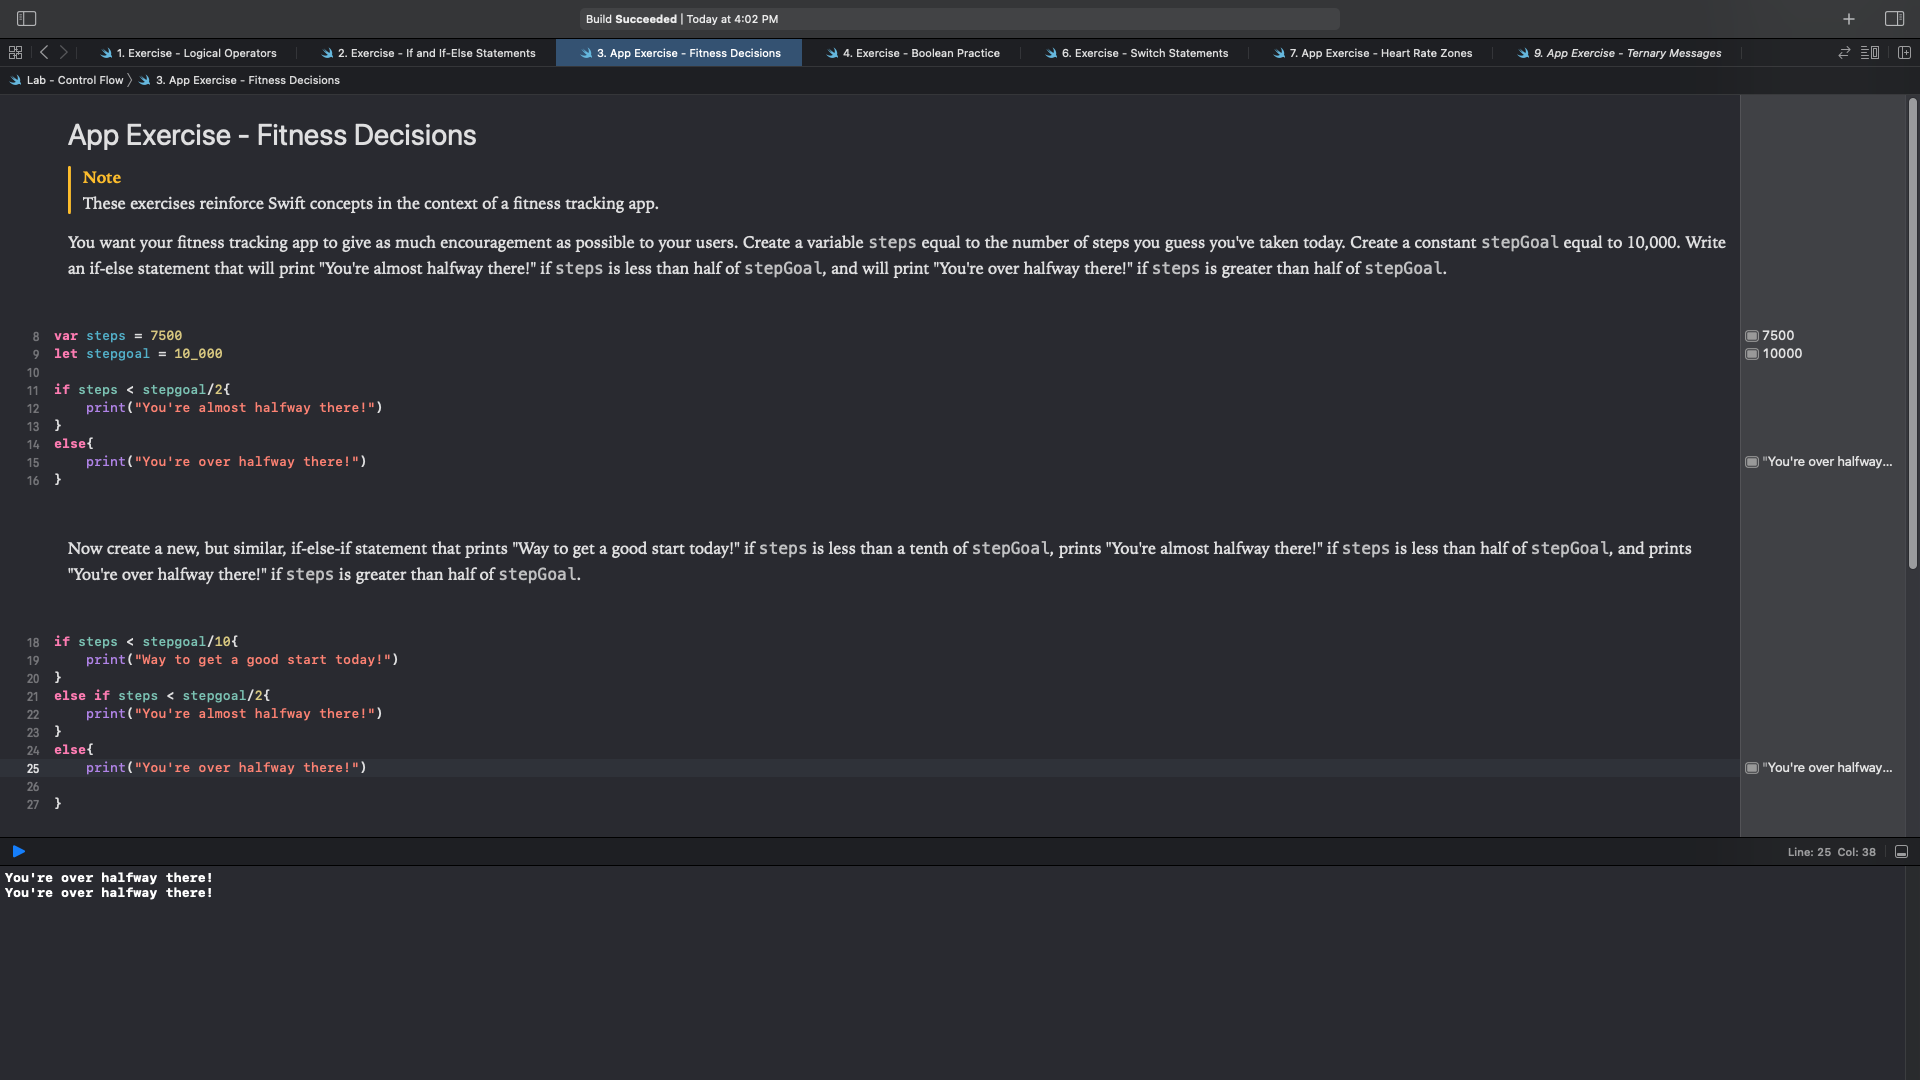 Build Succeeded | Today at 4:02 PM
1. Exercise - Logical Operators
2. Exercise - If and If-Else Statements
3. App Exercise - Fitness Decisions
4. Exercise - Boolean Practice
6. Exercise - Switch Statements
7. App Exercise - Heart Rate Zones
9. App Exercise - Ternary Messages
Lab - Control Flow 〉 3. App Exercise - Fitness Decisions
App Exercise - Fitness Decisions
Note
These exercises reinforce Swift concepts in the context of a fitness tracking app.
You want your fitness tracking app to give as much encouragement as possible to your users. Create a variable steps equal to the number of steps you guess you've taken today. Create a constant stepGoal equal to 10,000. Write
an if-else statement that will print "You're almost halfway there!" if steps is less than half of stepGoal, and will print "You're over halfway there!" if steps is greater than half of stepGoal.
8 var steps = 7500 7500
9 let stepgoal = 10_000 10000
10
11 if steps < stepgoal/2{
12     print("You're almost halfway there!")
13 }
14 else{
15     print("You're over halfway there!") "You're over halfway...
16 }
Now create a new, but similar, if-else-if statement that prints "Way to get a good start today!" if steps is less than a tenth of stepGoal, prints "You're almost halfway there!" if steps is less than half of stepGoal, and prints
"You're over halfway there!" if steps is greater than half of stepGoal.
18 if steps < stepgoal/10{
19     print("Way to get a good start today!")
20 }
21 else if steps < stepgoal/2{
22     print("You're almost halfway there!")
23 }
24 else{
25     print("You're over halfway there!") "You're over halfway...
26
27 }
Line: 25 Col: 38
You're over halfway there!
You're over halfway there!